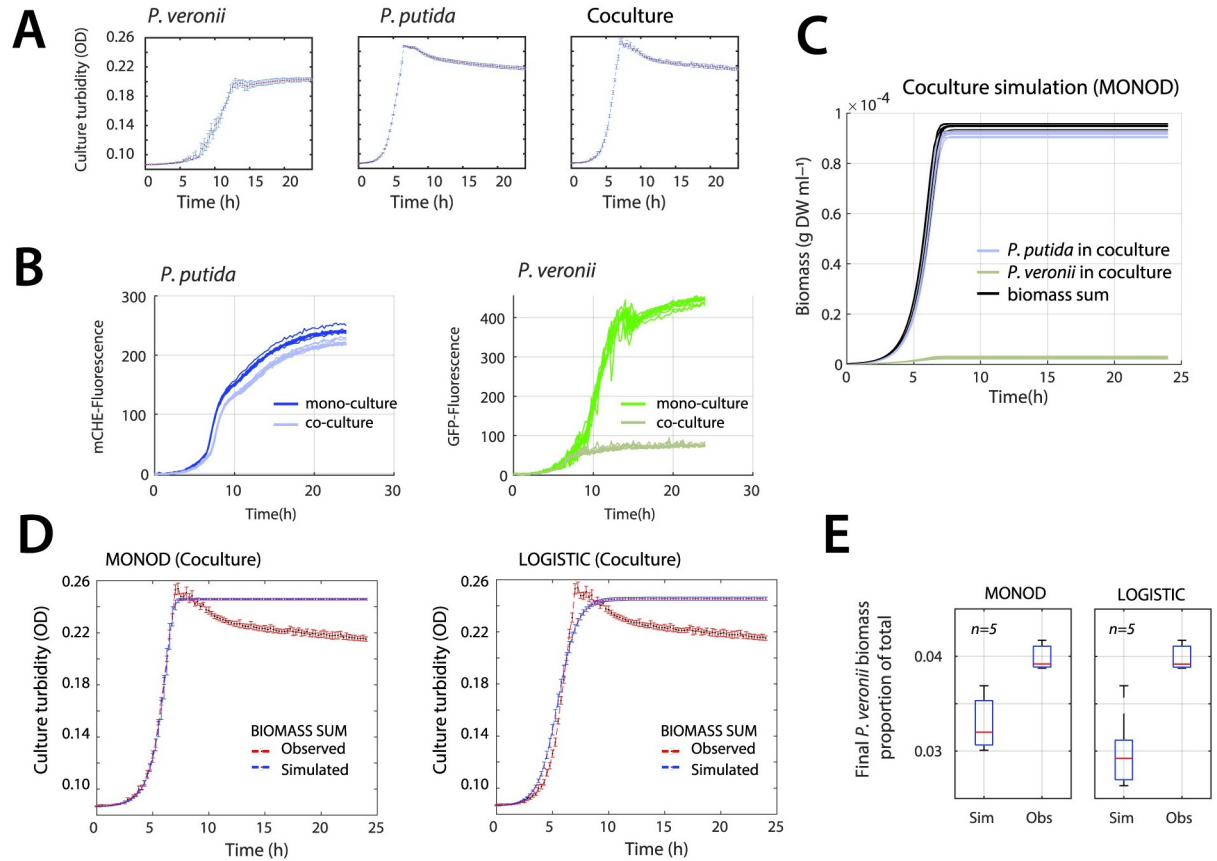 A
P. veronii
P. putida
Coculture
Culture turbidity (OD)
0.26
0.22
0.18
0.14
0.10
0 5 10 15 20
0 5 10 15 20
0 5 10 15 20
Time (h)
Time (h)
Time (h)
B
P. putida
P. veronii
mCHE-Fluorescence
300
200
100
0
mono-culture
co-culture
0 10 20 30
Time(h)
GFP-Fluorescence
400
300
200
100
0
mono-culture
co-culture
0 10 20 30
Time(h)
C
Coculture simulation (MONOD)
1 × 10⁻⁴
Biomass (g DW ml⁻¹)
0.8
0.6
0.4
0.2
0
P. putida in coculture
P. veronii in coculture
biomass sum
0 5 10 15 20 25
Time(h)
D
MONOD (Coculture)
Culture turbidity (OD)
0.26
0.22
0.18
0.14
0.10
BIOMASS SUM
Observed
Simulated
0 5 10 15 20 25
Time (h)
LOGISTIC (Coculture)
Culture turbidity (OD)
0.26
0.22
0.18
0.14
0.10
BIOMASS SUM
Observed
Simulated
0 5 10 15 20 25
Time (h)
E
MONOD
LOGISTIC
Final P. veronii biomass
proportion of total
n=5
n=5
0.04
0.03
Sim Obs
Sim Obs